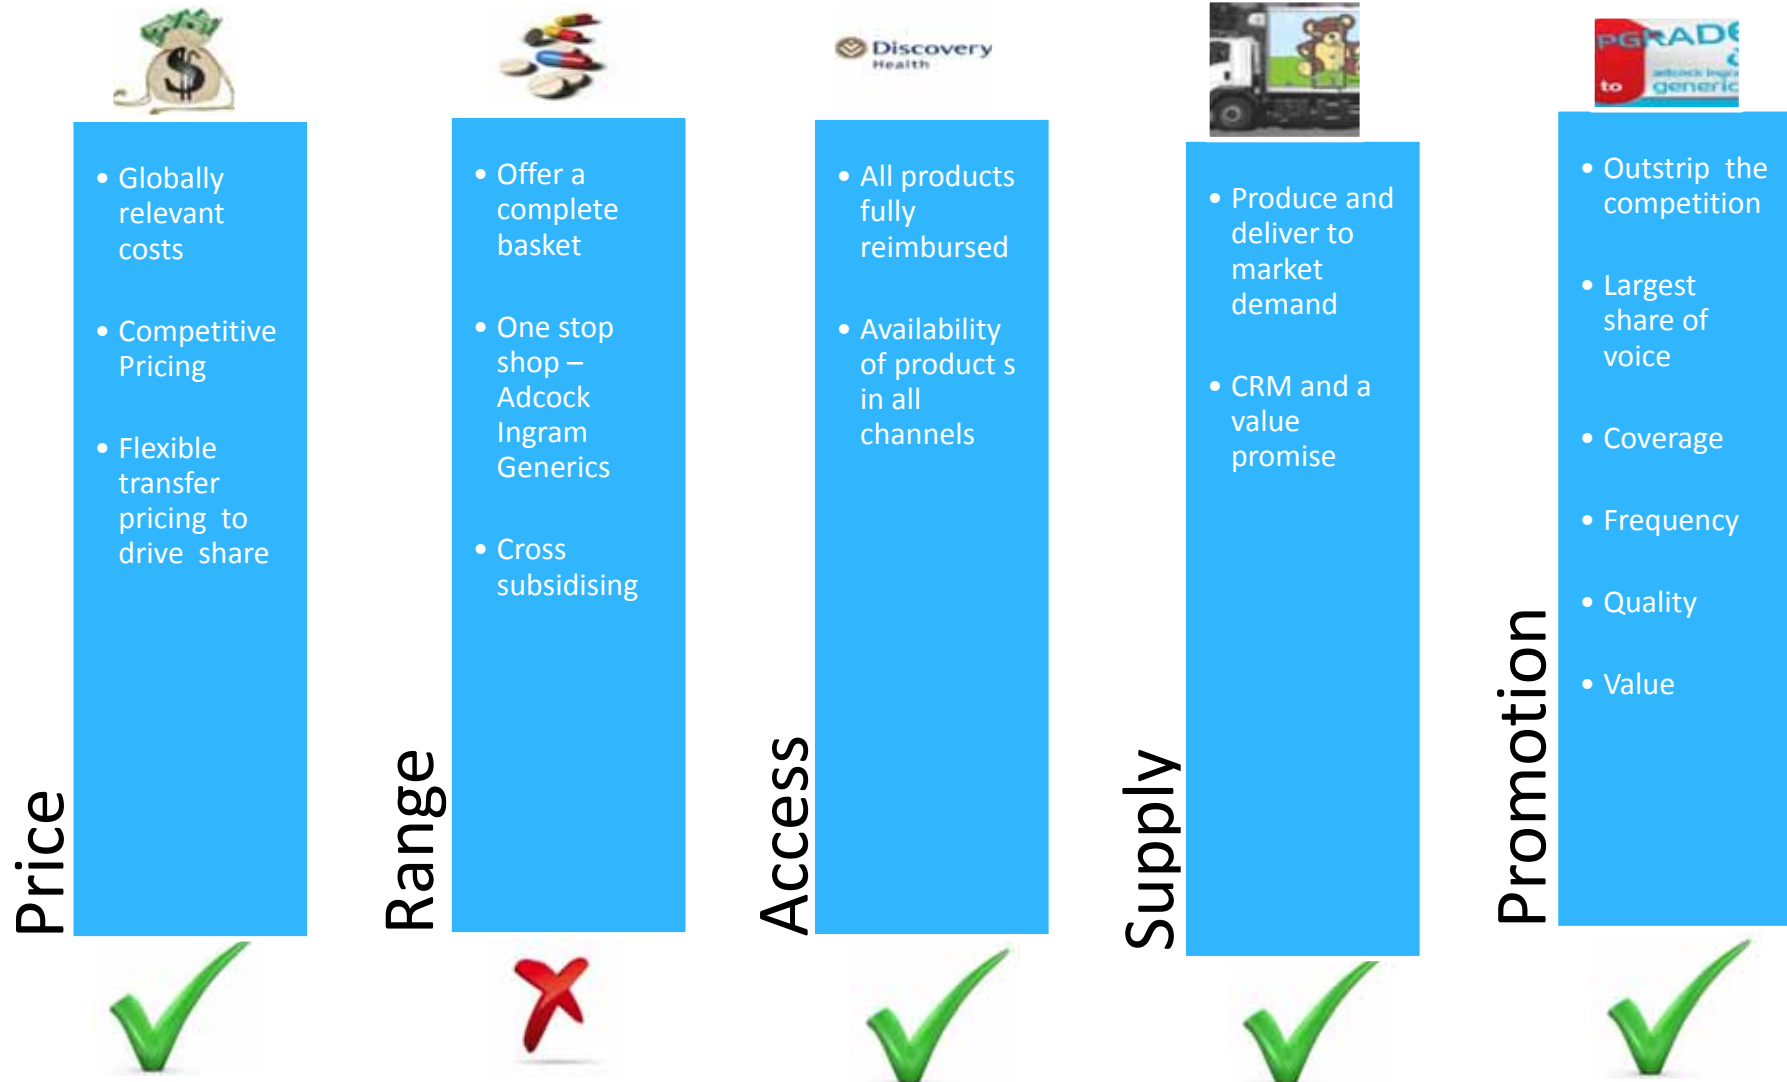 Discovery
Health
PGRADE
to
adcock ingra
generic
Price
• Globally
relevant
costs
• Competitive
Pricing
• Flexible
transfer
pricing to
drive share
Range
• Offer a
complete
basket
• One stop
shop –
Adcock
Ingram
Generics
• Cross
subsidising
Access
• All products
fully
reimbursed
• Availability
of product s
in all
channels
Supply
• Produce and
deliver to
market
demand
• CRM and a
value
promise
Promotion
• Outstrip the
competition
• Largest
share of
voice
• Coverage
• Frequency
• Quality
• Value